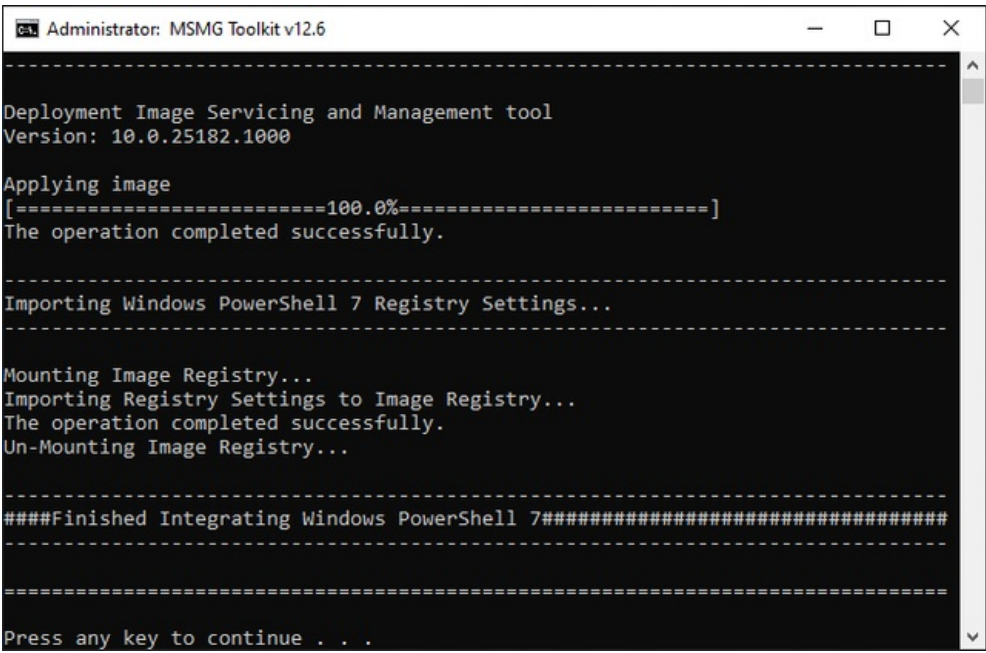 Administrator: MSMG Toolkit v12.6
-------------------------------------------------------------------------------
Deployment Image Servicing and Management tool
Version: 10.0.25182.1000
Applying image
[==========================100.0%==========================]
The operation completed successfully.
-------------------------------------------------------------------------------
Importing Windows PowerShell 7 Registry Settings...
-------------------------------------------------------------------------------
Mounting Image Registry...
Importing Registry Settings to Image Registry...
The operation completed successfully.
Un-Mounting Image Registry...
-------------------------------------------------------------------------------
####Finished Integrating Windows PowerShell 7##################################
-------------------------------------------------------------------------------
===============================================================================
Press any key to continue . . .